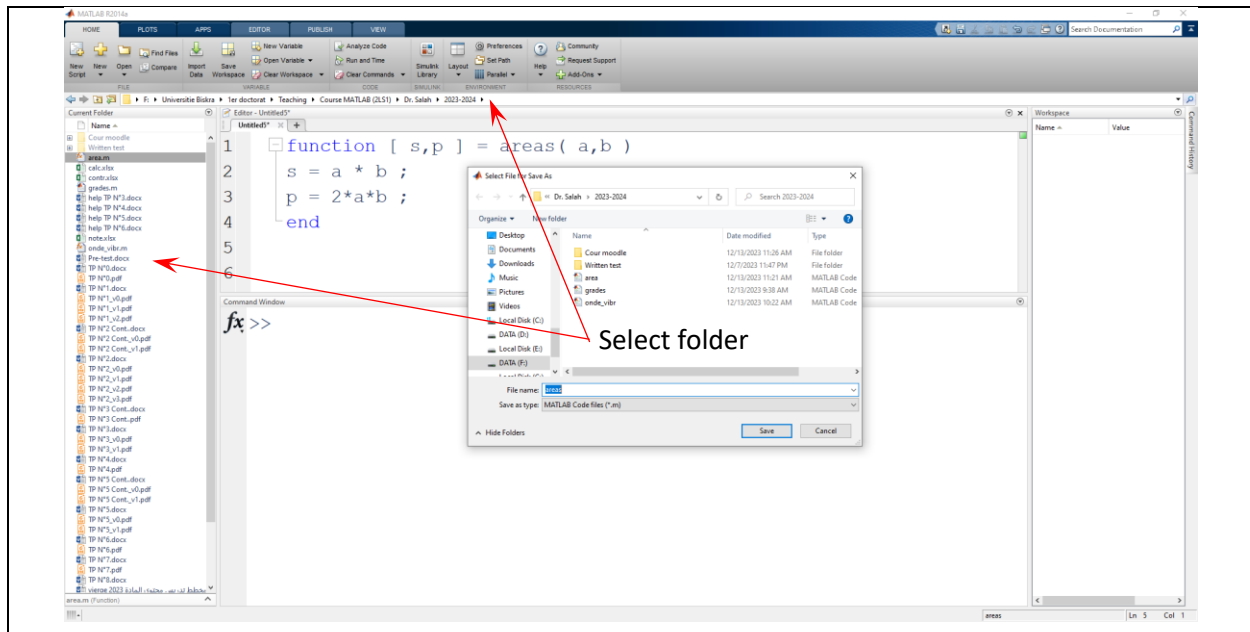 MATLAB R2014a
HOME PLOTS APPS EDITOR PUBLISH VIEW
Search Documentation
New Script
New
Open
Find Files
Compare
Import Data
Save Workspace
New Variable
Open Variable
Clear Workspace
Analyze Code
Run and Time
Clear Commands
Simulink Library
Layout
Preferences
Set Path
Parallel
Help
Community
Request Support
Add-Ons
FILE VARIABLE CODE SIMULINK ENVIRONMENT RESOURCES
F: Universitie Biskra 1er doctorat Teaching Course MATLAB (2LS1) Dr. Salah 2023-2024
Current Folder
Name
Cour moodle
Written test
area.m
calc.xlsx
contr.xlsx
grades.m
help TP N°3.docx
help TP N°4.docx
help TP N°5.docx
help TP N°6.docx
note.xlsx
onde_vibr.m
Pre-test.docx
TP N°0.docx
TP N°0.pdf
TP N°1.docx
TP N°1_v0.pdf
TP N°1_v1.pdf
TP N°1_v2.pdf
TP N°2 Cont..docx
TP N°2 Cont._v0.pdf
TP N°2 Cont._v1.pdf
TP N°2.docx
TP N°2_v0.pdf
TP N°2_v1.pdf
TP N°2_v2.pdf
TP N°2_v3.pdf
TP N°3 Cont..docx
TP N°3 Cont..pdf
TP N°3.docx
TP N°3_v0.pdf
TP N°3_v1.pdf
TP N°4.docx
TP N°4.pdf
TP N°5 Cont..docx
TP N°5 Cont._v0.pdf
TP N°5 Cont._v1.pdf
TP N°5.docx
TP N°5_v0.pdf
TP N°5_v1.pdf
TP N°6.docx
TP N°6.pdf
TP N°7.docx
TP N°7.pdf
TP N°8.docx
vierge 2023
area.m (Function)
Editor - Untitled5*
Untitled5*
1 function [ s,p ] = areas( a,b )
2 s = a * b ;
3 p = 2*a*b ;
4 end
5
6
Command Window
fx >>
Workspace
Name Value
Command History
Select File for Save As
Dr. Salah 2023-2024
Search 2023-2024
Organize New folder
Desktop
Documents
Downloads
Music
Pictures
Videos
Local Disk (C:)
DATA (D:)
Local Disk (E:)
DATA (F:)
Name Date modified Type
Cour moodle 12/13/2023 11:26 AM File folder
Written test 12/7/2023 11:47 PM File folder
area 12/13/2023 11:21 AM MATLAB Code
grades 12/13/2023 9:38 AM MATLAB Code
onde_vibr 12/13/2023 10:22 AM MATLAB Code
File name: areas
Save as type: MATLAB Code files (*.m)
Hide Folders
Save Cancel
Select folder
areas Ln 5 Col 1